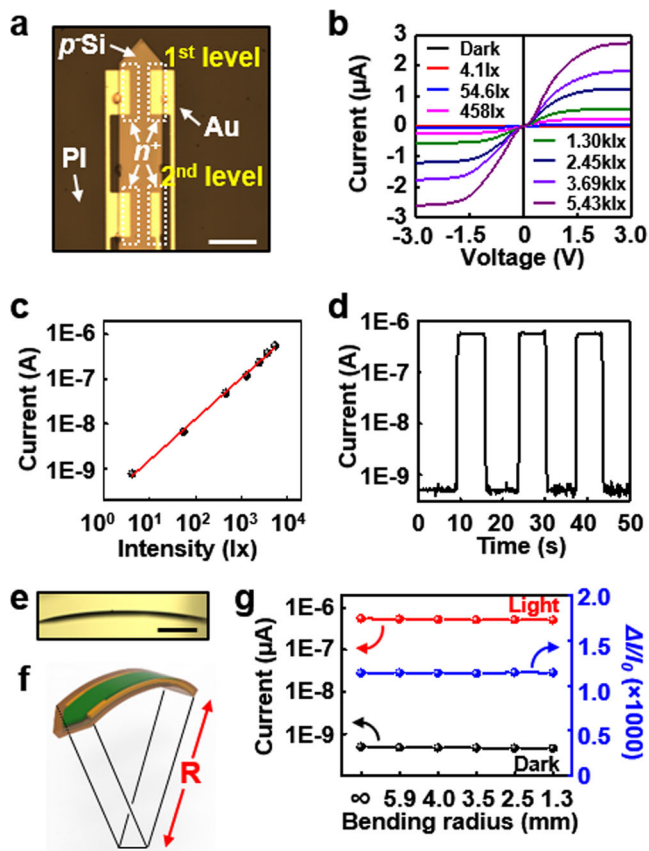 a
p-Si
1st level
Au
PI
n+
2nd level
b
Current (μA)
3
2
1
0
-1
-2
-3
Dark
4.1lx
54.6lx
458lx
1.30klx
2.45klx
3.69klx
5.43klx
-3.0 -1.5 0 1.5 3.0
Voltage (V)
c
Current (A)
1E-6
1E-7
1E-8
1E-9
10⁰ 10¹ 10² 10³ 10⁴
Intensity (lx)
d
Current (A)
1E-6
1E-7
1E-8
1E-9
0 10 20 30 40 50
Time (s)
e
f
R
g
Current (μA)
1E-6
1E-7
1E-8
1E-9
Light
Dark
2.0
1.5
1.0
0.5
0
ΔI/I₀ (×1000)
∞ 5.9 4.0 3.5 2.5 1.3
Bending radius (mm)